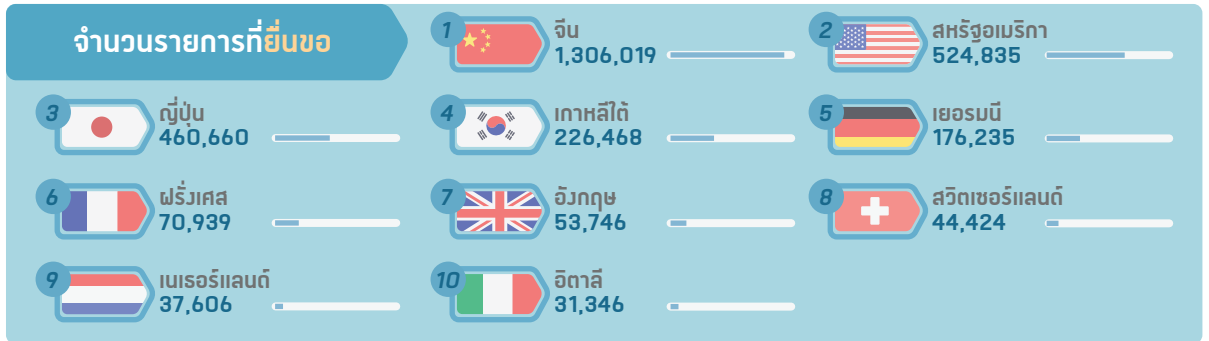 จำนวนรายการที่ยื่นขอ
1 จีน
1,306,019
2 สหรัฐอเมริกา
524,835
3 ญี่ปุ่น
460,660
4 เกาหลีใต้
226,468
5 เยอรมนี
176,235
6 ฝรั่งเศส
70,939
7 อังกฤษ
53,746
8 สวิตเซอร์แลนด์
44,424
9 เนเธอร์แลนด์
37,606
10 อิตาลี
31,346